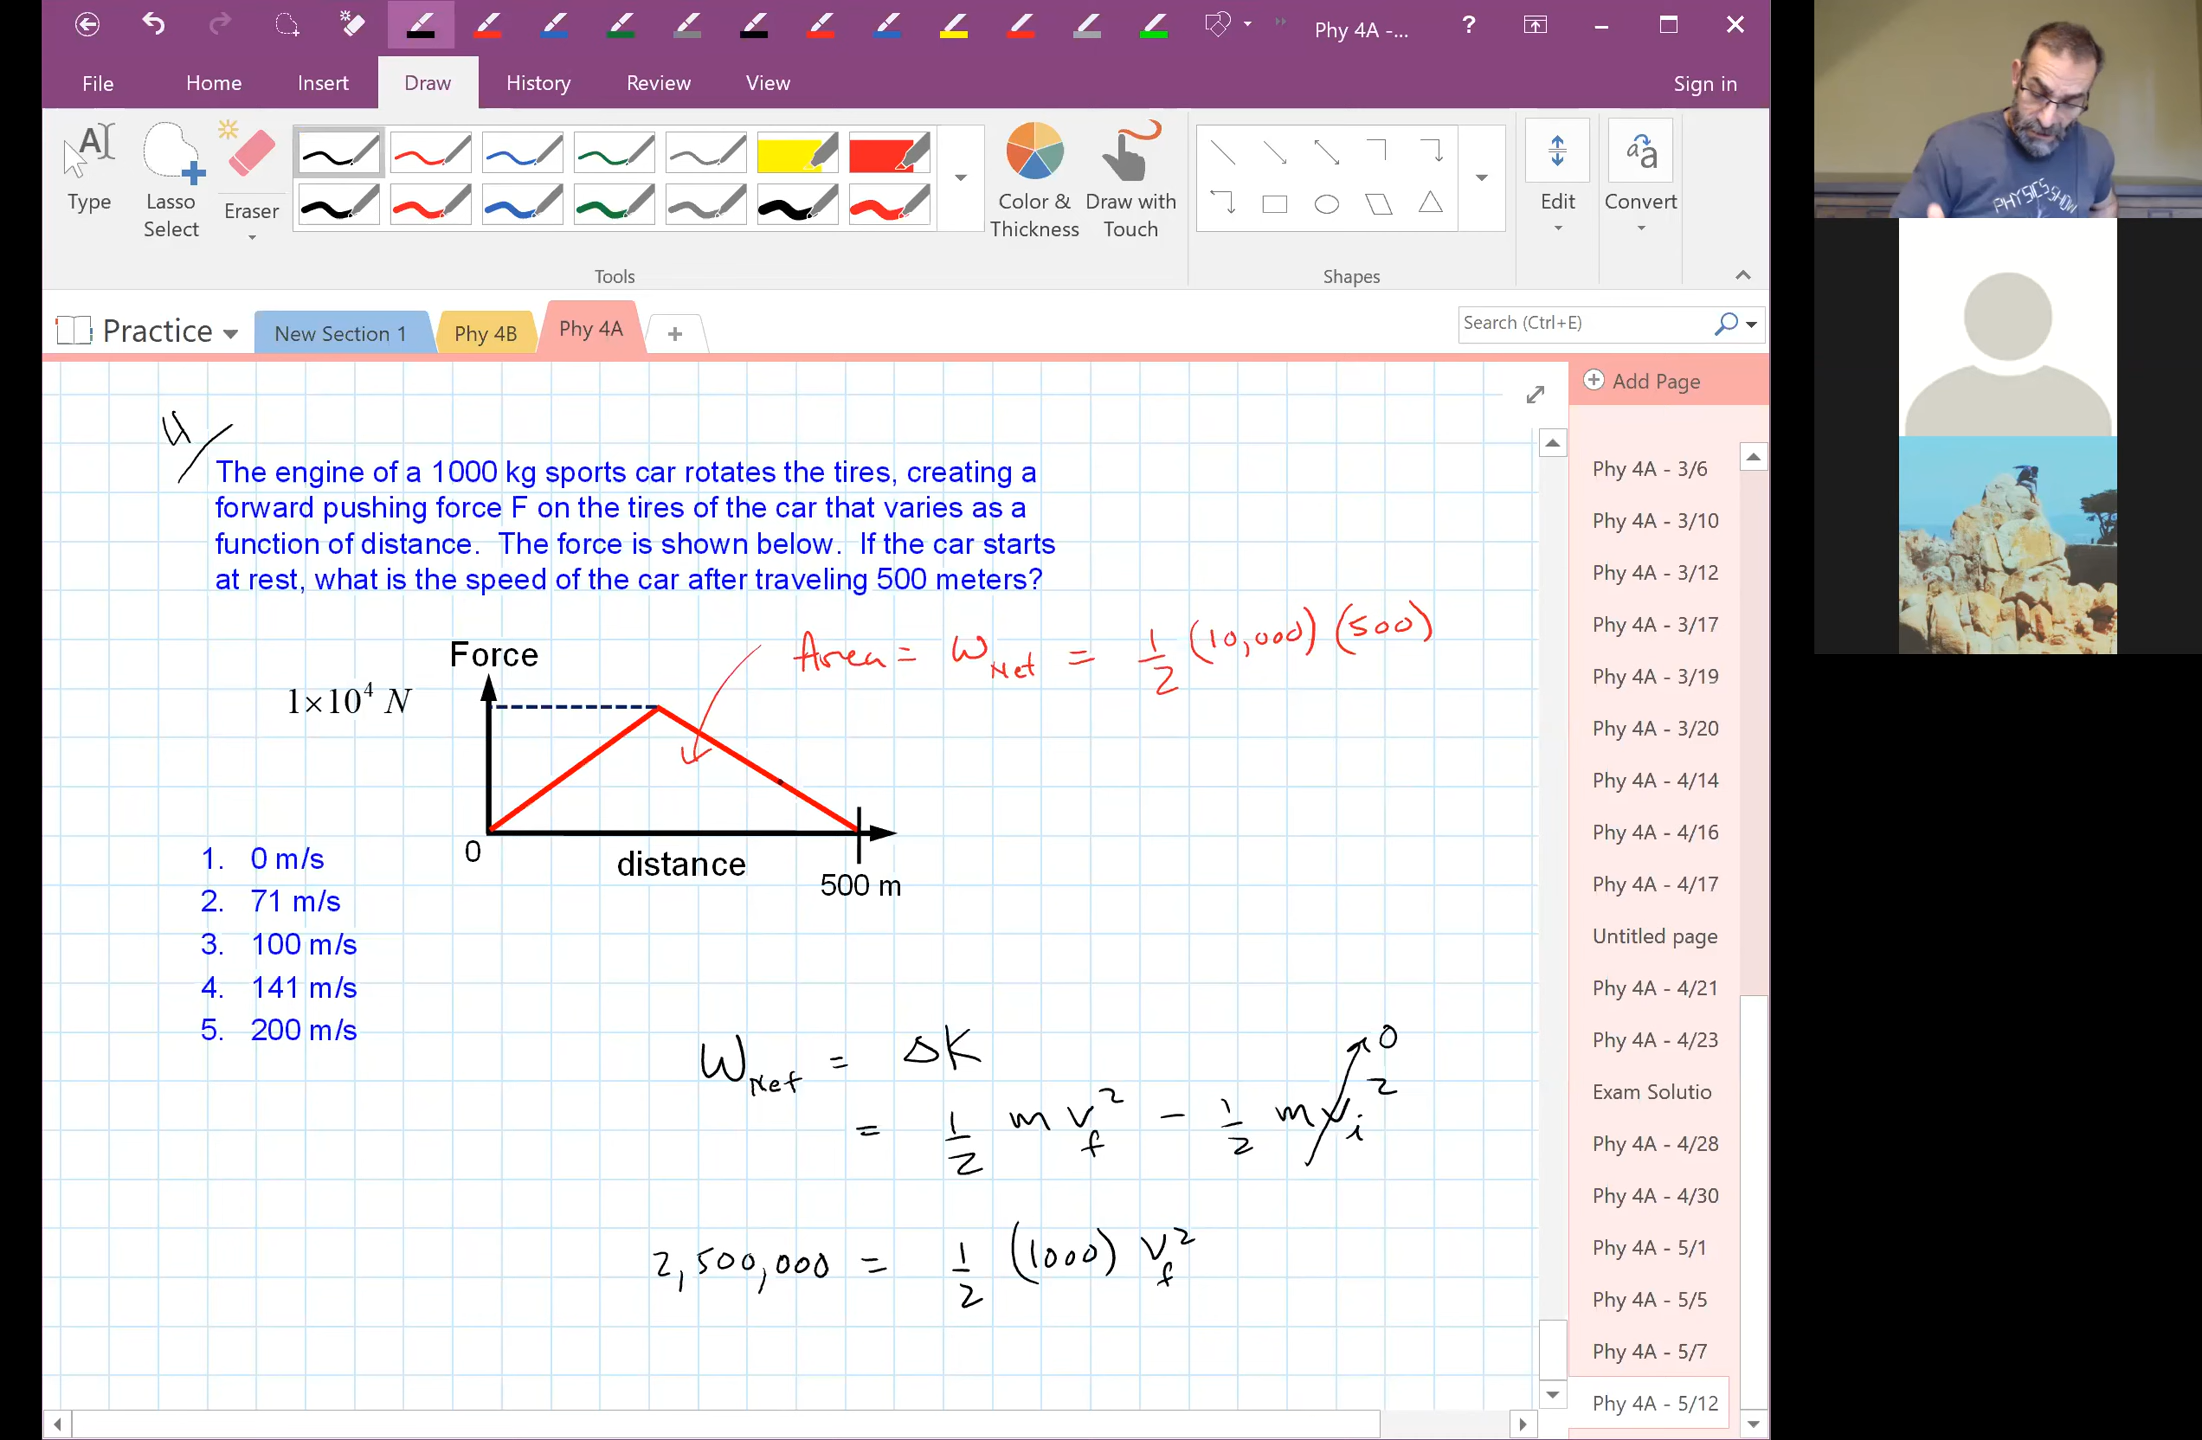 Phy 4A -...
?
File Home Insert Draw History Review View Sign in
Type
Lasso Select
Eraser
Color & Thickness
Draw with Touch
Edit
Convert
Tools
Shapes
Practice
New Section 1
Phy 4B
Phy 4A
Search (Ctrl+E)
Add Page
4/
The engine of a 1000 kg sports car rotates the tires, creating a
forward pushing force F on the tires of the car that varies as a
function of distance. The force is shown below. If the car starts
at rest, what is the speed of the car after traveling 500 meters?
Area = W_Net = 1/2 (10,000) (500)
Force
1×10⁴ N
0
distance
500 m
1. 0 m/s
2. 71 m/s
3. 100 m/s
4. 141 m/s
5. 200 m/s
W_Net = ΔK
= 1/2 m v_f² - 1/2 m v_i² 0
2,500,000 = 1/2 (1000) v_f²
Phy 4A - 3/6
Phy 4A - 3/10
Phy 4A - 3/12
Phy 4A - 3/17
Phy 4A - 3/19
Phy 4A - 3/20
Phy 4A - 4/14
Phy 4A - 4/16
Phy 4A - 4/17
Untitled page
Phy 4A - 4/21
Phy 4A - 4/23
Exam Solutio
Phy 4A - 4/28
Phy 4A - 4/30
Phy 4A - 5/1
Phy 4A - 5/5
Phy 4A - 5/7
Phy 4A - 5/12
PHYSICS SHOW